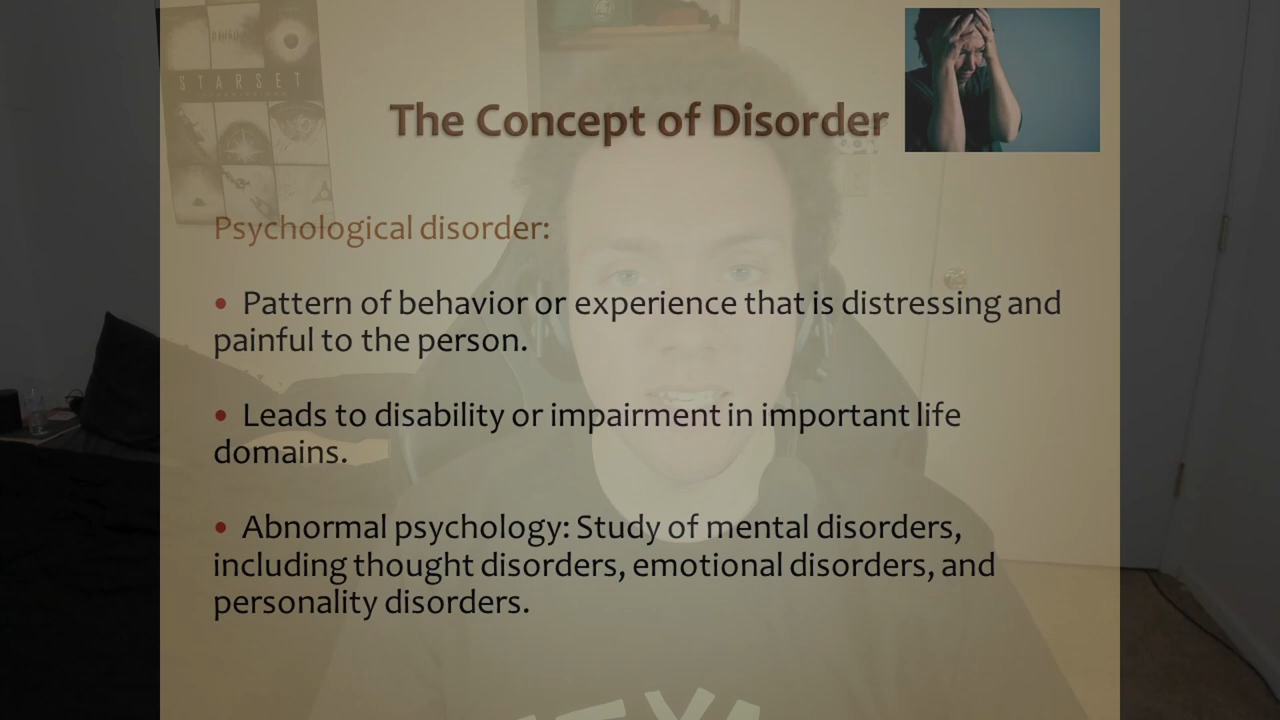 STARSET
The Concept of Disorder
Psychological disorder:
• Pattern of behavior or experience that is distressing and
painful to the person.
• Leads to disability or impairment in important life
domains.
• Abnormal psychology: Study of mental disorders,
including thought disorders, emotional disorders, and
personality disorders.